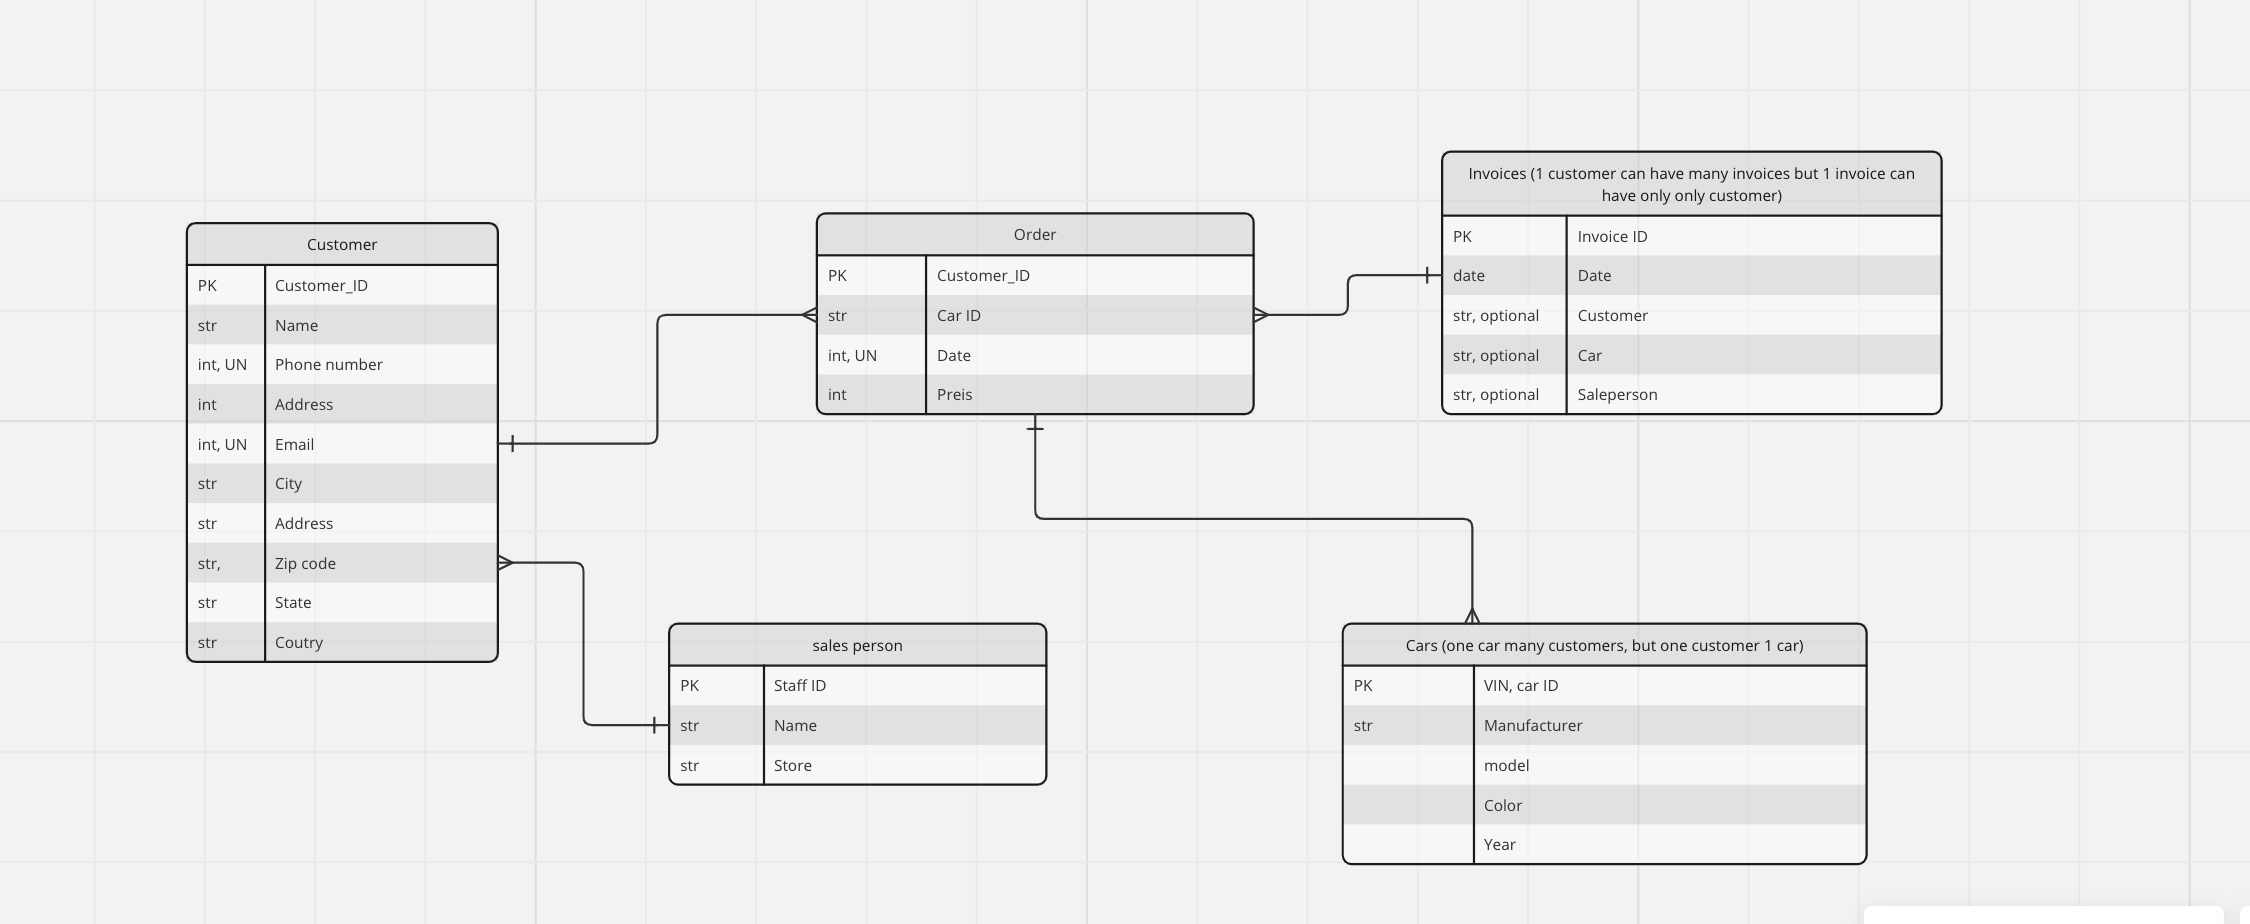 Customer
PK Customer_ID
str Name
int, UN Phone number
int Address
int, UN Email
str City
str Address
str, Zip code
str State
str Coutry
Order
PK Customer_ID
str Car ID
int, UN Date
int Preis
Invoices (1 customer can have many invoices but 1 invoice can
have only only customer)
PK Invoice ID
date Date
str, optional Customer
str, optional Car
str, optional Saleperson
sales person
PK Staff ID
str Name
str Store
Cars (one car many customers, but one customer 1 car)
PK VIN, car ID
str Manufacturer
model
Color
Year